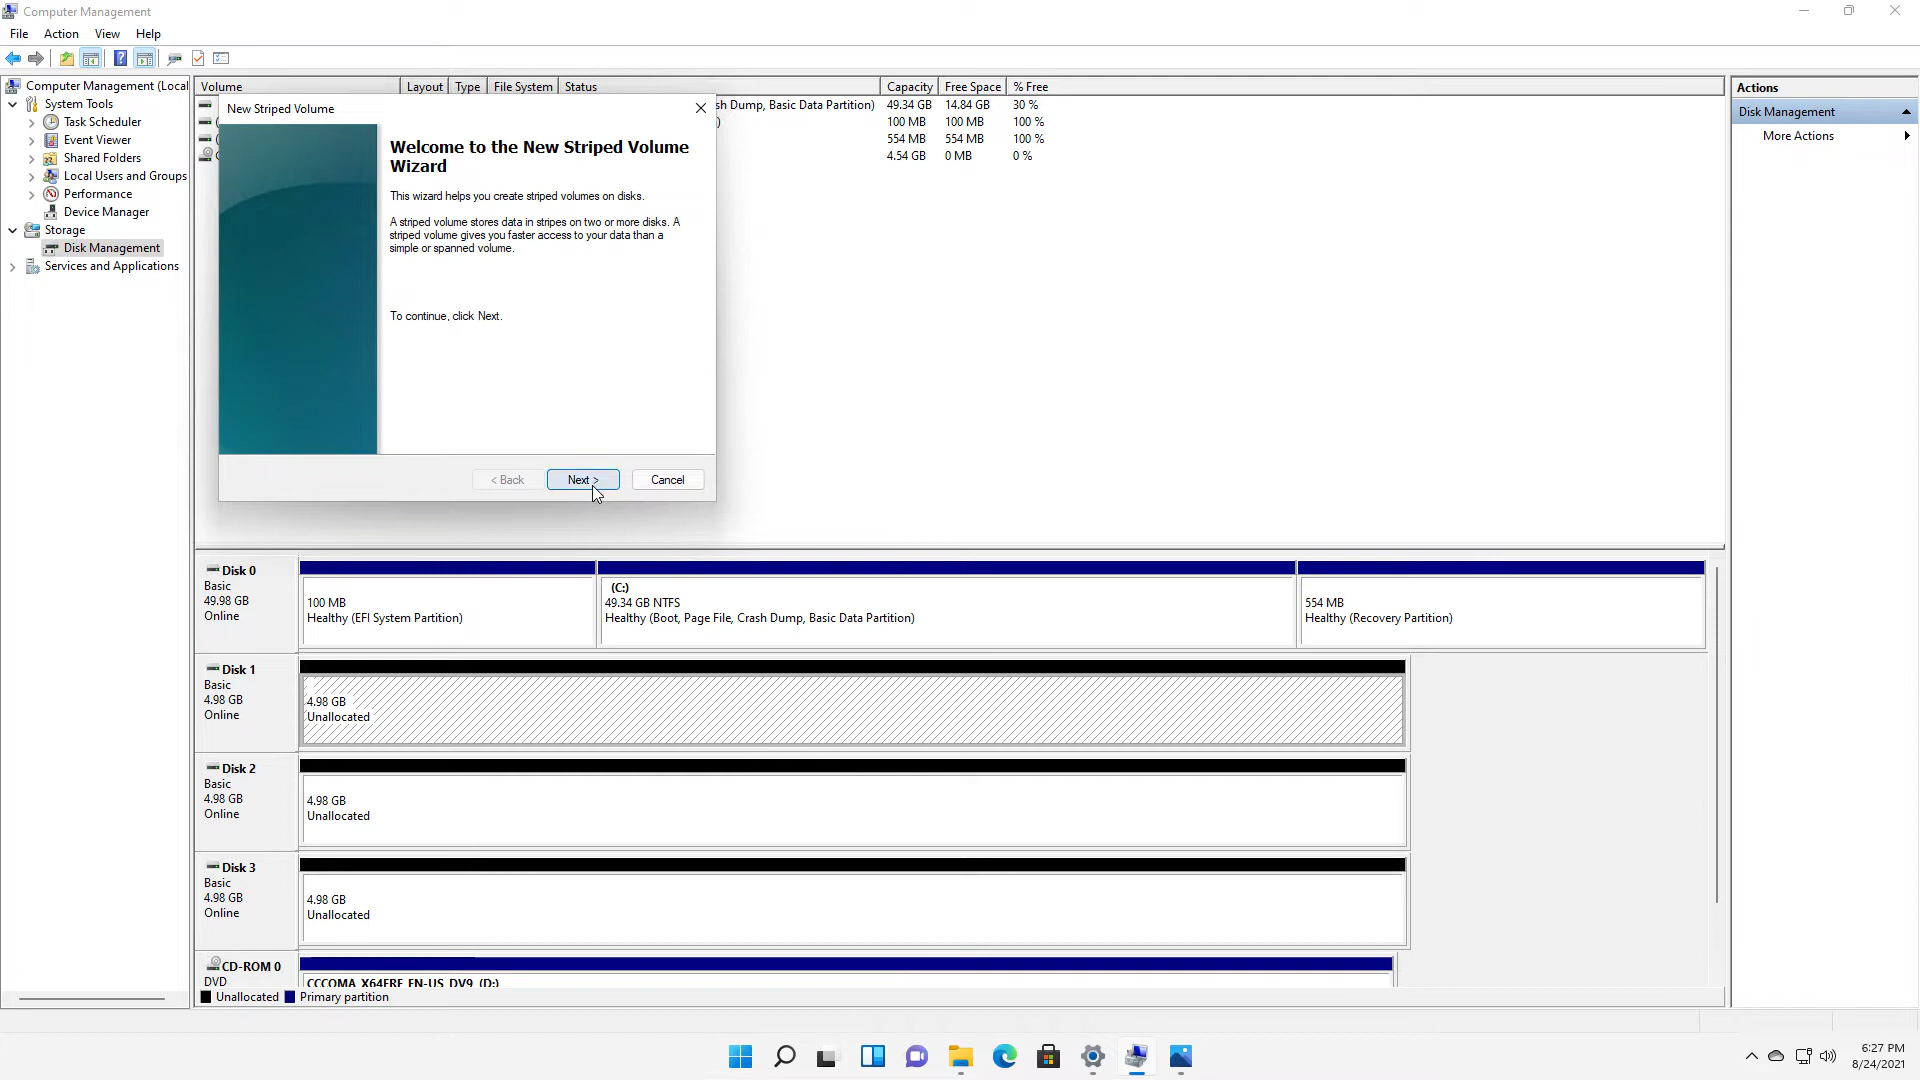 Computer Management
File Action View Help
Computer Management (Local
System Tools
Task Scheduler
Event Viewer
Shared Folders
Local Users and Groups
Performance
Device Manager
Storage
Disk Management
Services and Applications
Volume Layout Type File System Status Capacity Free Space % Free
sh Dump, Basic Data Partition) 49.34 GB 14.84 GB 30 %
( ) 100 MB 100 MB 100 %
( 554 MB 554 MB 100 %
4.54 GB 0 MB 0 %
New Striped Volume
Welcome to the New Striped Volume
Wizard
This wizard helps you create striped volumes on disks.
A striped volume stores data in stripes on two or more disks. A
striped volume gives you faster access to your data than a
simple or spanned volume.
To continue, click Next.
< Back Next > Cancel
Disk 0
Basic
49.98 GB
Online
100 MB
Healthy (EFI System Partition)
(C:)
49.34 GB NTFS
Healthy (Boot, Page File, Crash Dump, Basic Data Partition)
554 MB
Healthy (Recovery Partition)
Disk 1
Basic
4.98 GB
Online
4.98 GB
Unallocated
Disk 2
Basic
4.98 GB
Online
4.98 GB
Unallocated
Disk 3
Basic
4.98 GB
Online
4.98 GB
Unallocated
CD-ROM 0
DVD
CCCOMA_X64FRE_EN-US_DV9 (D:)
Unallocated Primary partition
Actions
Disk Management
More Actions
6:27 PM
8/24/2021